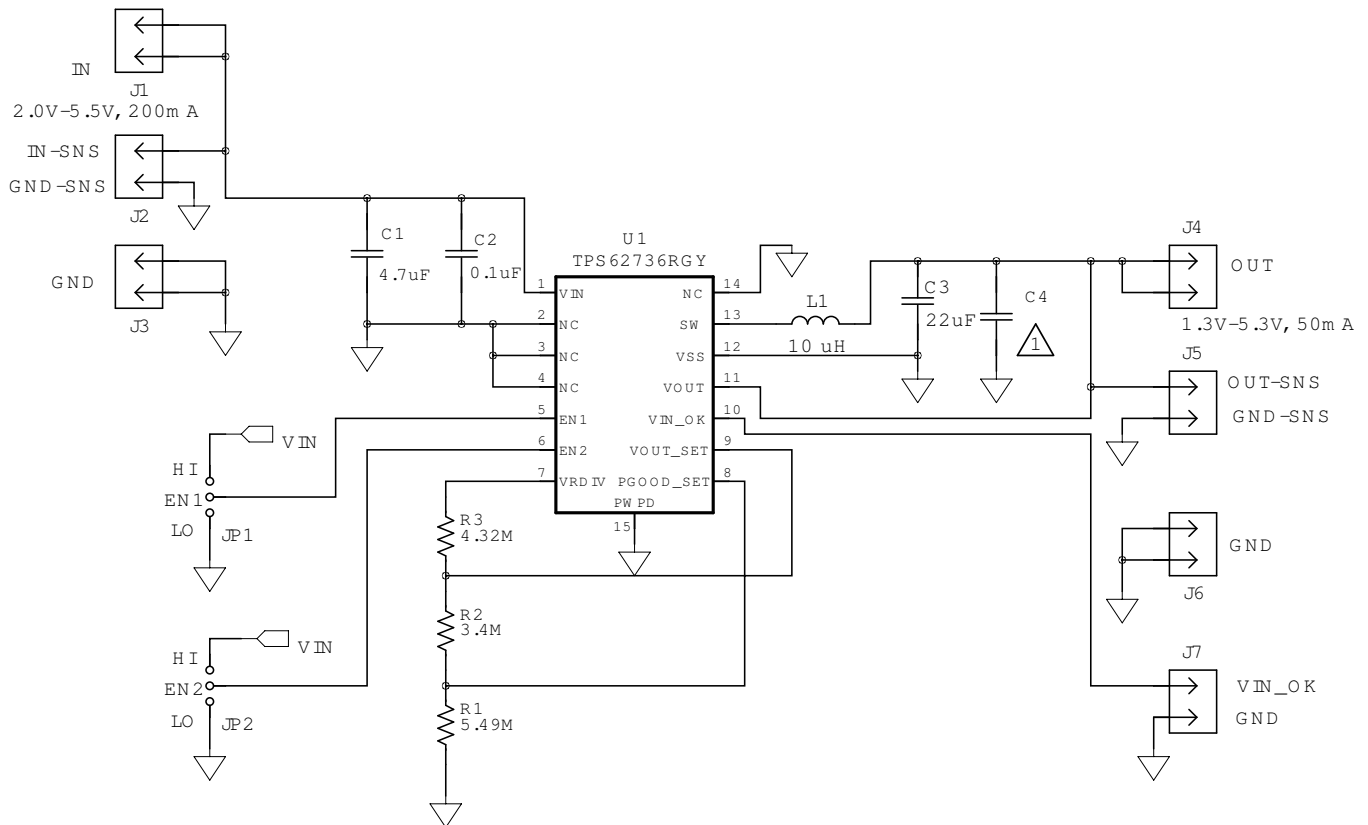 IN
J1
2.0V-5.5V, 200mA
IN-SNS
GND-SNS
J2
GND
J3
C1
4.7uF
C2
0.1uF
U1
TPS62736RGY
1
VIN
2
NC
3
NC
4
NC
5
EN1
6
EN2
7
VRDIV
PWPD
15
NC
14
SW
13
VSS
12
VOUT
11
VIN_OK
10
VOUT_SET
9
PGOOD_SET
8
L1
10 uH
C3
22uF
C4
1
J4
OUT
1.3V-5.3V, 50mA
J5
OUT-SNS
GND-SNS
GND
J6
J7
VIN_OK
GND
VIN
HI
EN1
LO
JP1
VIN
HI
EN2
LO
JP2
R3
4.32M
R2
3.4M
R1
5.49M